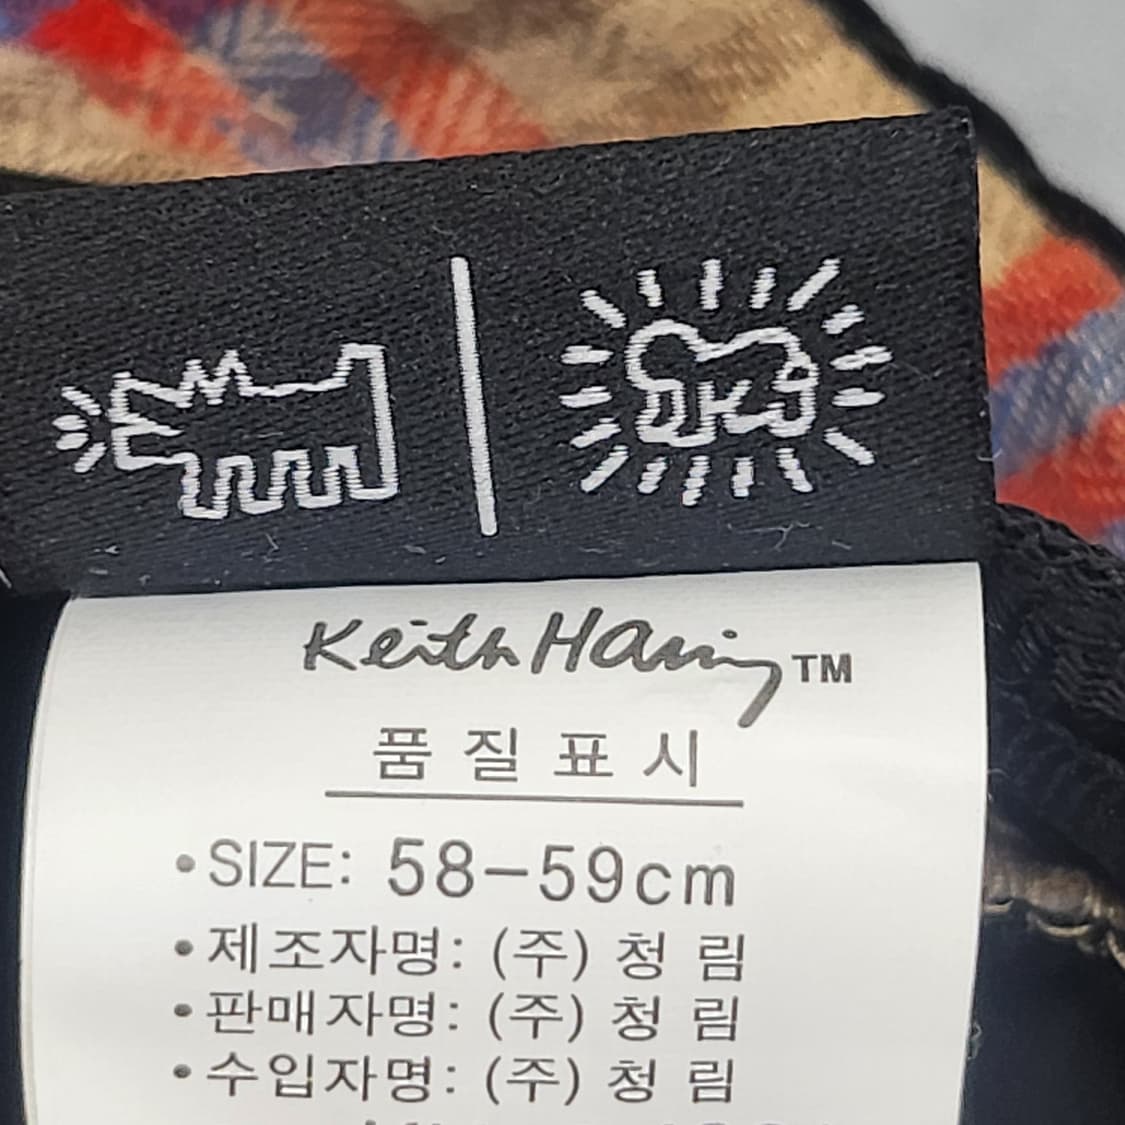 KH
Keith Haring™
품 질 표 시
•SIZE: 58-59cm
•제조자명: (주) 청 림
•판매자명: (주) 청 림
•수입자명: (주) 청 림